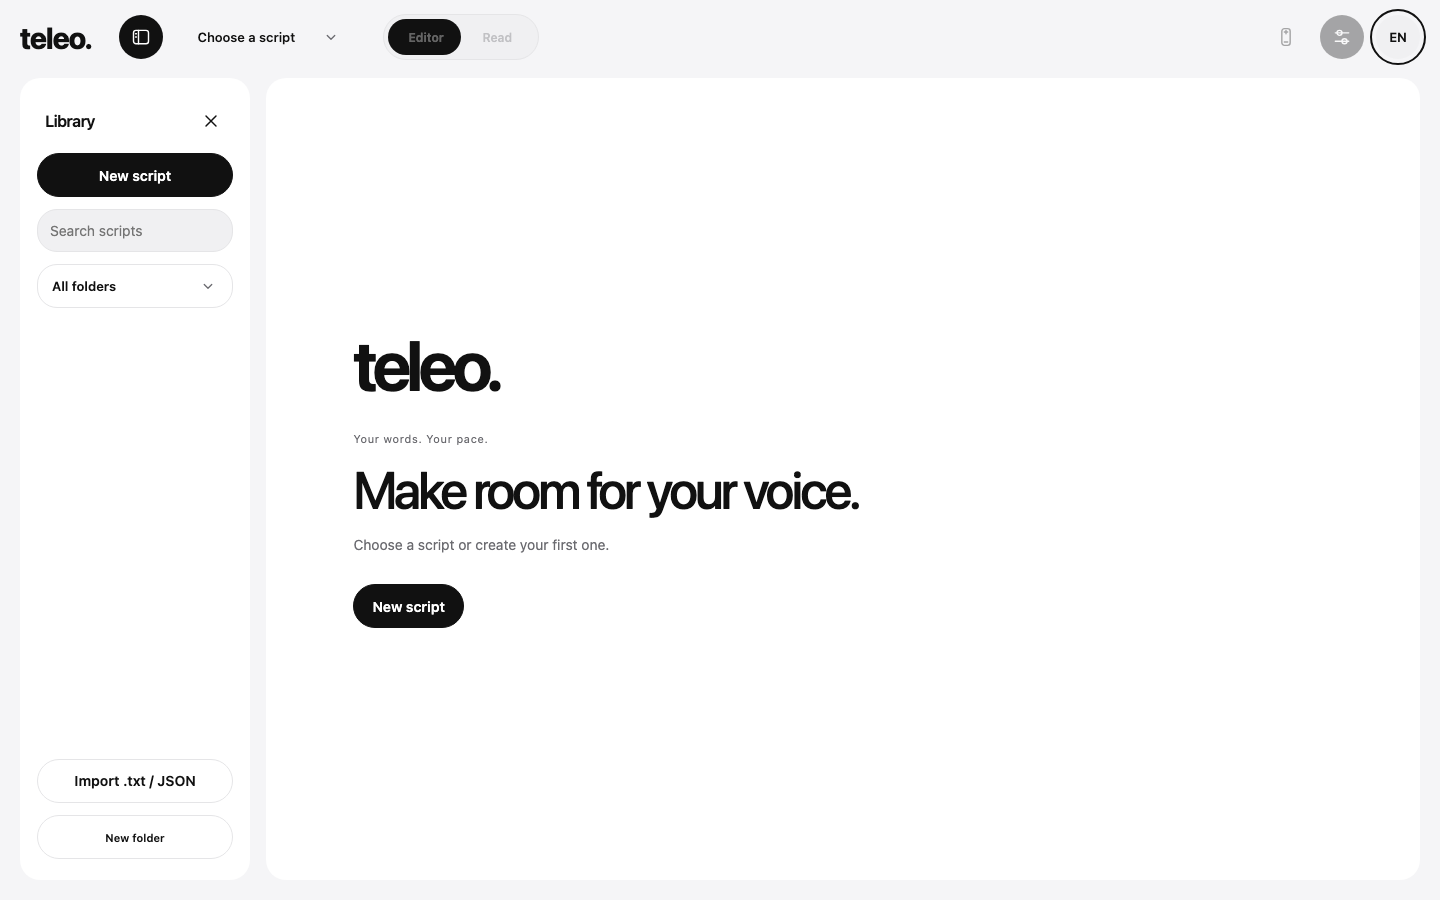 teleo.
Choose a script
Editor
Read
EN
Library
New script
Search scripts
All folders
Import .txt / JSON
New folder
teleo.
Your words. Your pace.
Make room for your voice.
Choose a script or create your first one.
New script